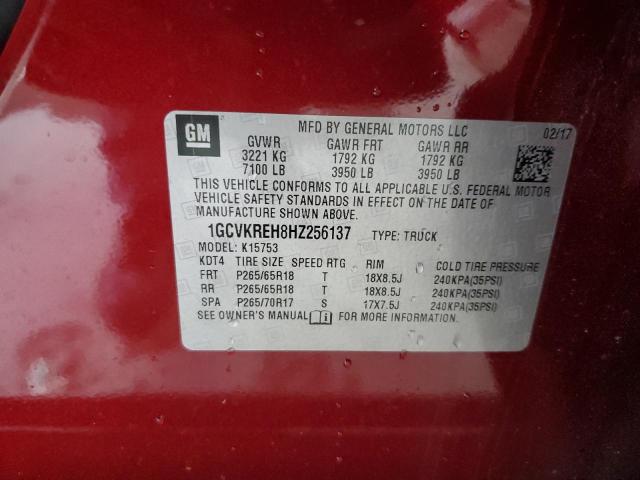 GM
MFD BY GENERAL MOTORS LLC 02/17
GVWR GAWR FRT GAWR RR
3221 KG 1792 KG 1792 KG
7100 LB 3950 LB 3950 LB
THIS VEHICLE CONFORMS TO ALL APPLICABLE U.S. FEDERAL MOTOR
VEHICLE SAFETY STANDARDS IN EFFECT ON THE DATE OF
MANUFACTURE SHOWN ABOVE.
1GCVKREH8HZ256137 TYPE: TRUCK
MODEL: K15753
KDT4 TIRE SIZE SPEED RTG RIM COLD TIRE PRESSURE
FRT P265/65R18 T 18X8.5J 240KPA(35PSI)
RR P265/65R18 T 18X8.5J 240KPA(35PSI)
SPA P265/70R17 S 17X7.5J 240KPA(35PSI)
SEE OWNER'S MANUAL FOR MORE INFORMATION.